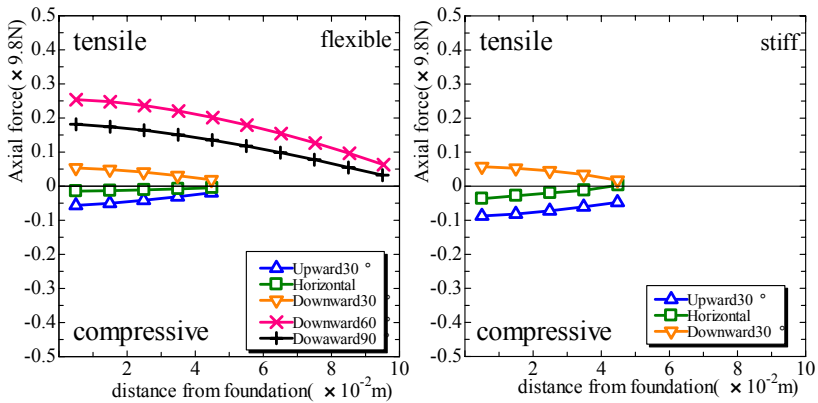 tensile
flexible
Axial force( × 9.8N)
0.5
0.4
0.3
0.2
0.1
0
-0.1
-0.2
-0.3
-0.4
-0.5
Upward30 °
Horizontal
Downward30 °
Downward60 °
Dowaward90 °
compressive
2 4 6 8 10
distance from foundation( × 10-2 m)
tensile
stiff
Axial force( × 9.8N)
0.5
0.4
0.3
0.2
0.1
0
-0.1
-0.2
-0.3
-0.4
-0.5
Upward30 °
Horizontal
Downward30 °
compressive
2 4 6 8 10
distance from foundation( × 10-2 m)